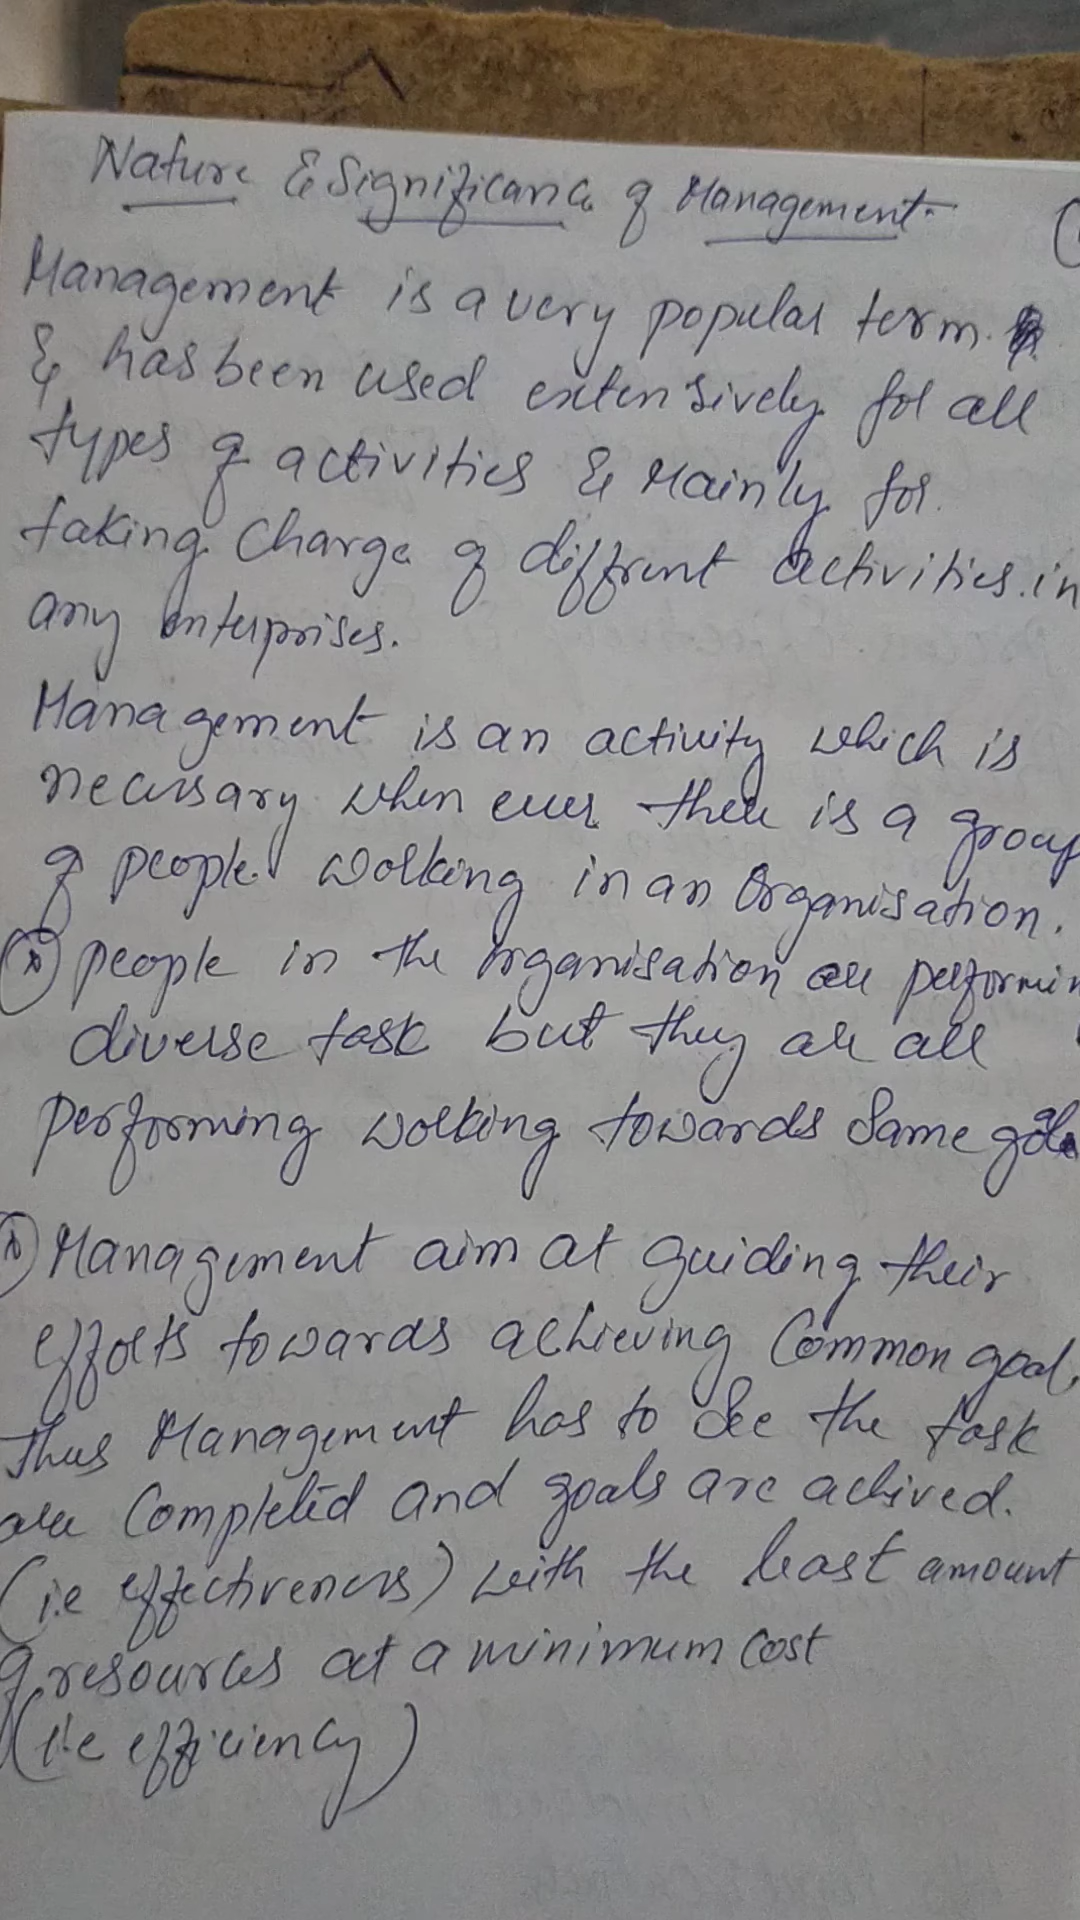 Nature & Significance of Management.
Management is a very popular term.
& has been used extensively for all
types of activities & Mainly for.
taking Charge of diffrent activities. in
any enterprises.
Management is an activity which is
necessary when ever there is a group
of people working in an Organisation.
people in the organisation are performin
diverse task but they are all
performing working towards Same goal
Management aim at guiding their
efforts towards achieving Common goal,
thus Management has to See the task
are Completed and goals are achived.
(i.e effectiveness) with the least amount
of resources at a minimum Cost
(i.e efficiency)